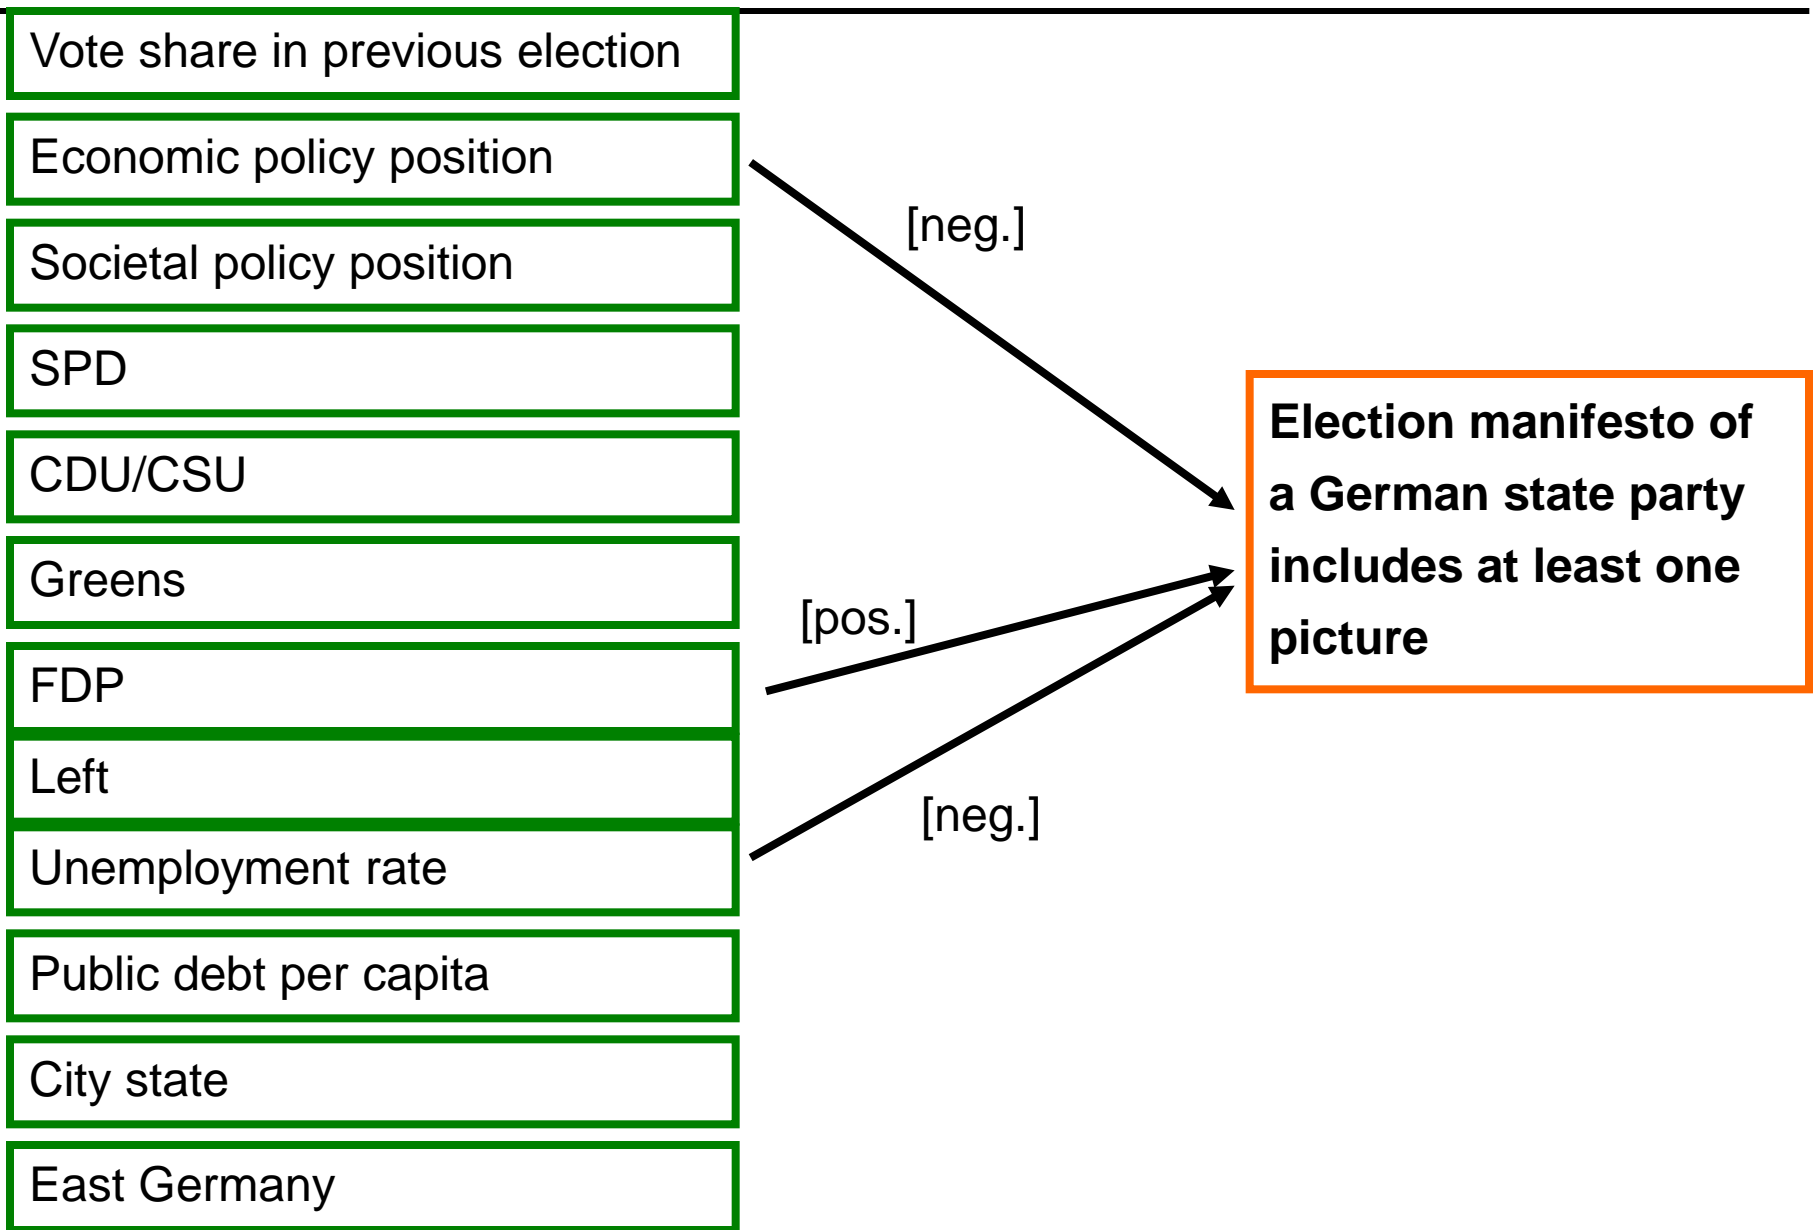 Vote share in previous election
Economic policy position
[neg.]
Societal policy position
SPD
CDU/CSU
Election manifesto of
a German state party
includes at least one
picture
Greens
[pos.]
FDP
Left
[neg.]
Unemployment rate
Public debt per capita
City state
East Germany